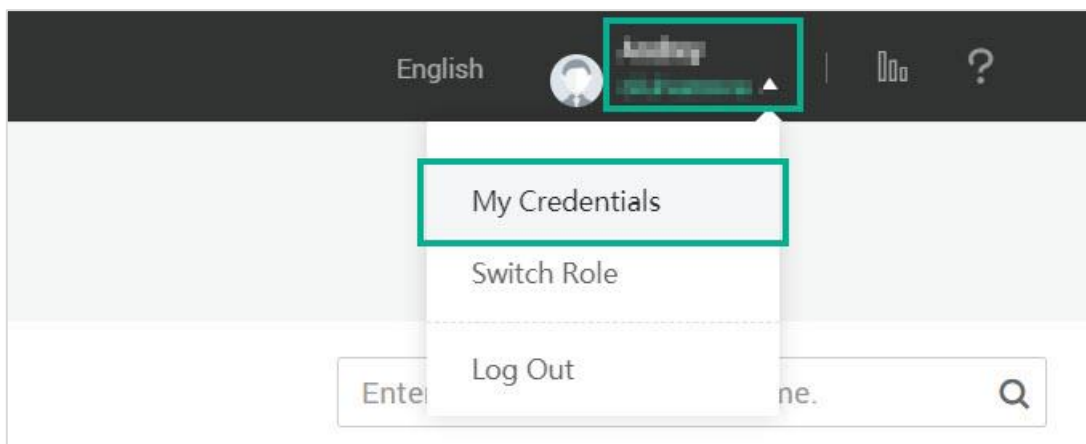 English
?
My Credentials
Switch Role
Log Out
Ente
ne.